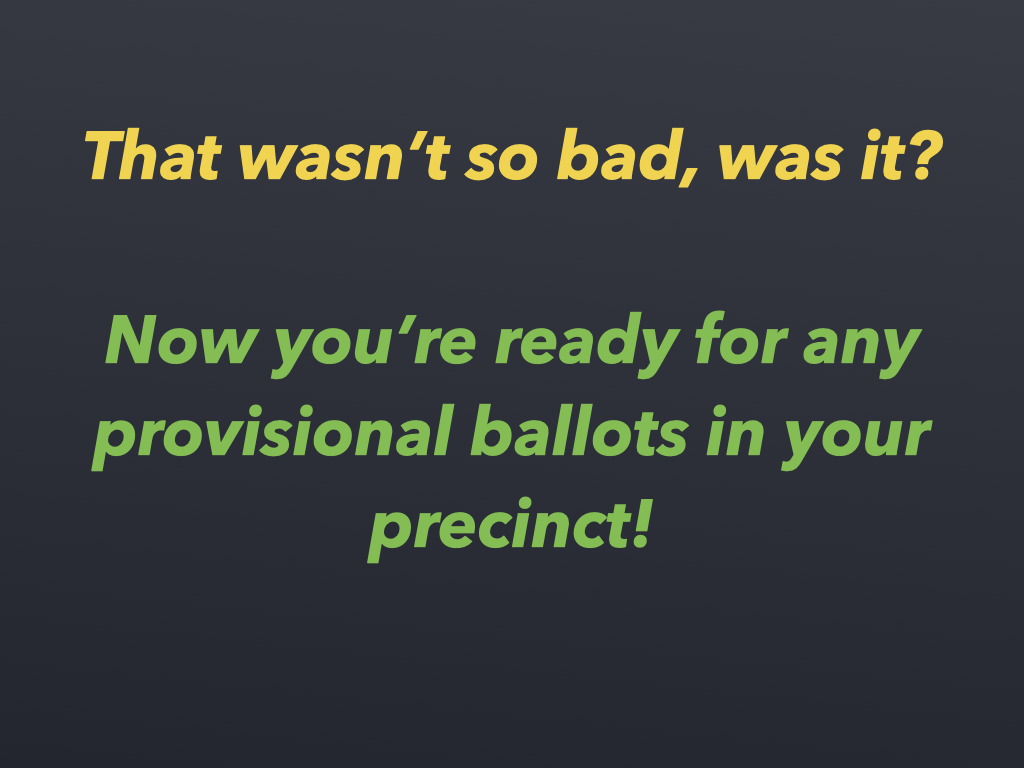 That wasn’t so bad, was it?
Now you’re ready for any
provisional ballots in your
precinct!